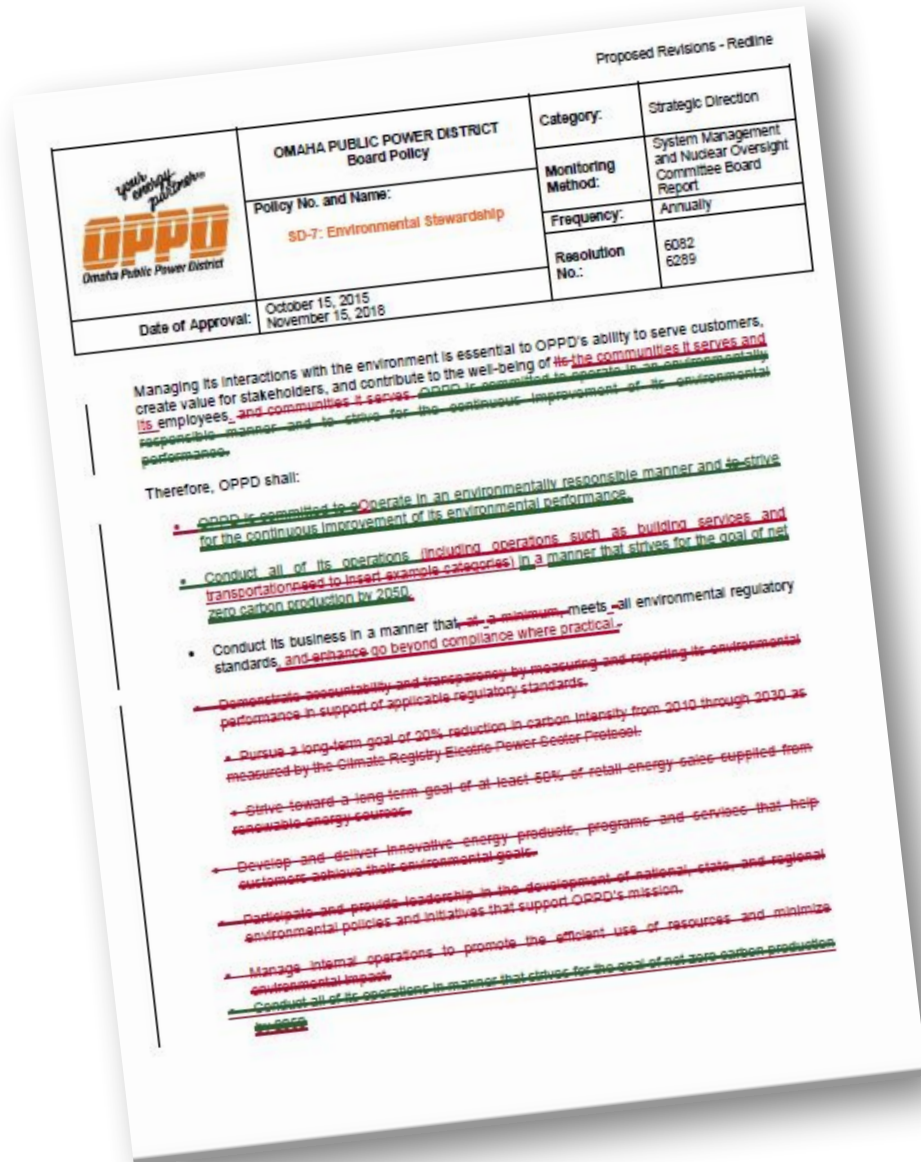 Proposed Revisions - Redline
your
energy
partner®
OPPD
Omaha Public Power District
OMAHA PUBLIC POWER DISTRICT
Board Policy
Policy No. and Name:
SD-7: Environmental Stewardship
Category:
Strategic Direction
Monitoring
Method:
System Management
and Nuclear Oversight
Committee Board
Report
Frequency:
Annually
Resolution
No.:
6082
6289
Date of Approval:
October 15, 2015
November 15, 2018
Managing its interactions with the environment is essential to OPPD's ability to serve customers,
create value for stakeholders, and contribute to the well-being of its the communities it serves and
its employees, and communities it serves. OPPD is committed to operate in an environmentally
responsible manner and to strive for the continuous improvement of its environmental
performance.
Therefore, OPPD shall:
• OPPD is committed to oOperate in an environmentally responsible manner and to strive
for the continuous improvement of its environmental performance.
• Conduct all of its operations (including operations such as building services and
transportationneed to insert example categories) in a manner that strives for the goal of net
zero carbon production by 2050.
• Conduct its business in a manner that, at a minimum, meets all environmental regulatory
standards, and enhance go beyond compliance where practical.
• Demonstrate accountability and transparency by measuring and reporting its environmental
performance in support of applicable regulatory standards.
• Pursue a long-term goal of 20% reduction in carbon intensity from 2010 through 2030 as
measured by the Climate Registry Electric Power Sector Protocol.
• Strive toward a long term goal of at least 50% of retail energy sales supplied from
renewable energy sources.
• Develop and deliver innovative energy products, programs and services that help
customers achieve their environmental goals.
• Participate and provide leadership in the development of national, state, and regional
environmental policies and initiatives that support OPPD's mission.
• Manage internal operations to promote the efficient use of resources and minimize
environmental impact.
• Conduct all of its operations in manner that strives for the goal of net zero carbon production
by 2050